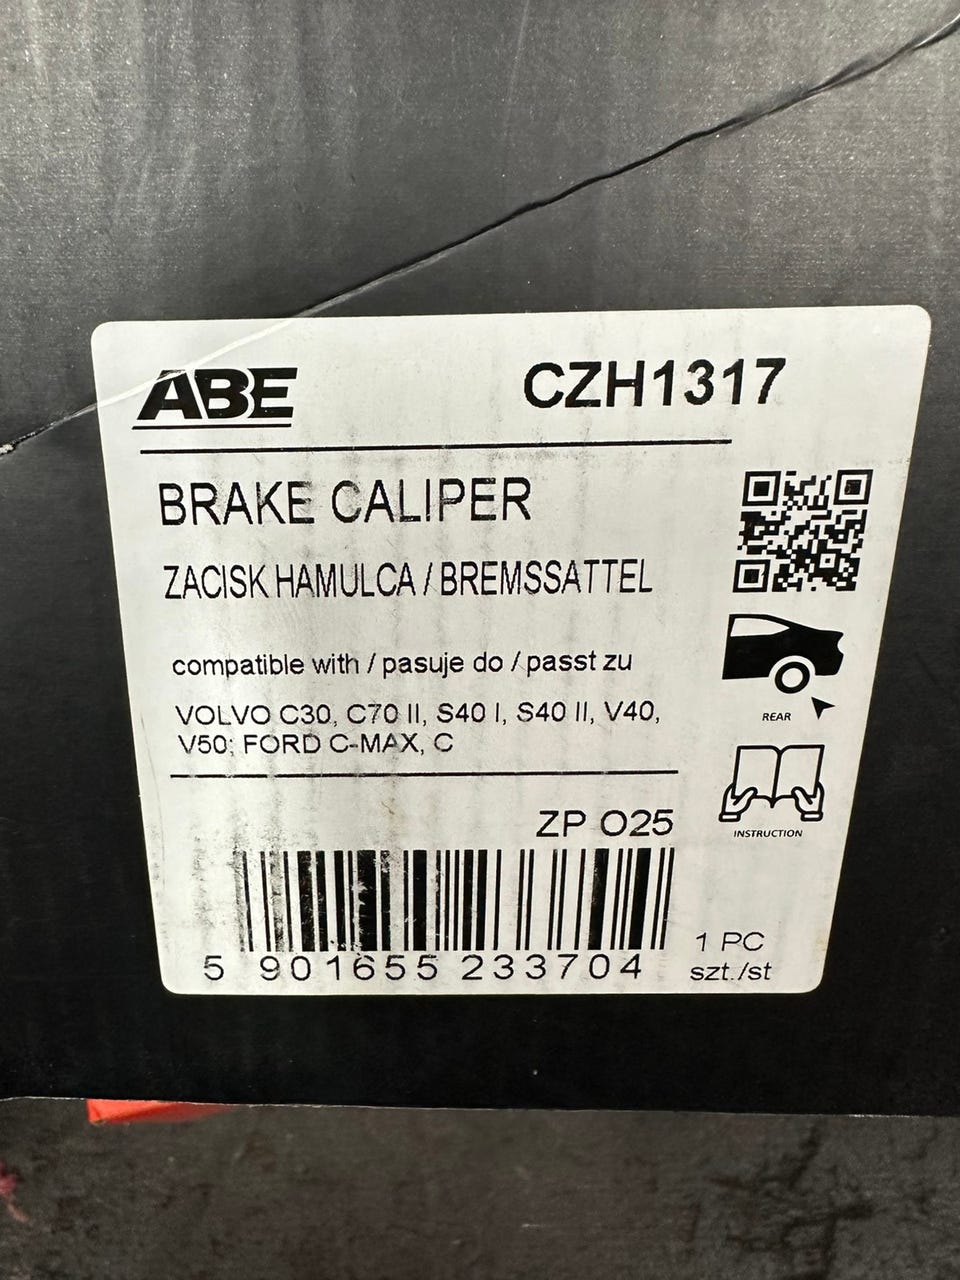 ABE
CZH1317
BRAKE CALIPER
ZACISK HAMULCA / BREMSSATTEL
compatible with / pasuje do / passt zu
VOLVO C30, C70 II, S40 I, S40 II, V40,
V50; FORD C-MAX, C
REAR
INSTRUCTION
ZP O25
5 901655 233704
1 PC
szt./st